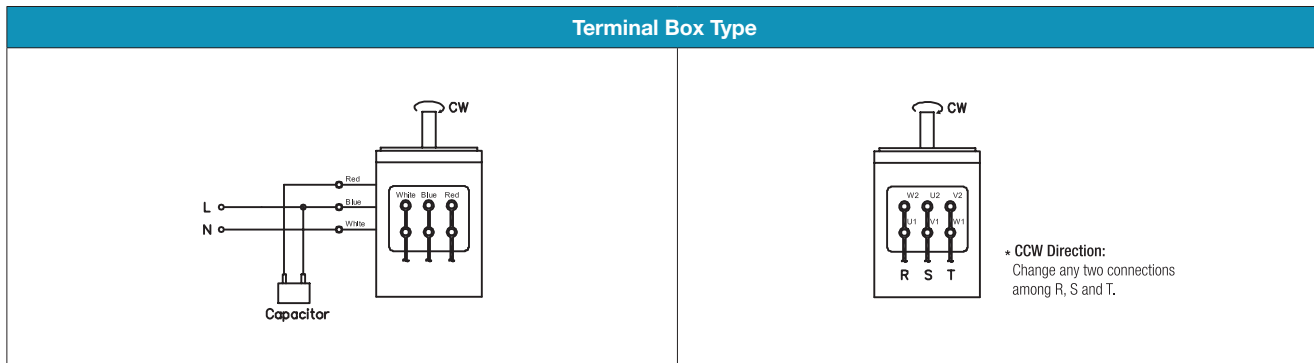 Terminal Box Type
CW
Red
White Blue Red
L
Blue
N
White
Capacitor
CW
W2 U2 V2
U1 V1 W1
R S T
* CCW Direction:
Change any two connections
among R, S and T.